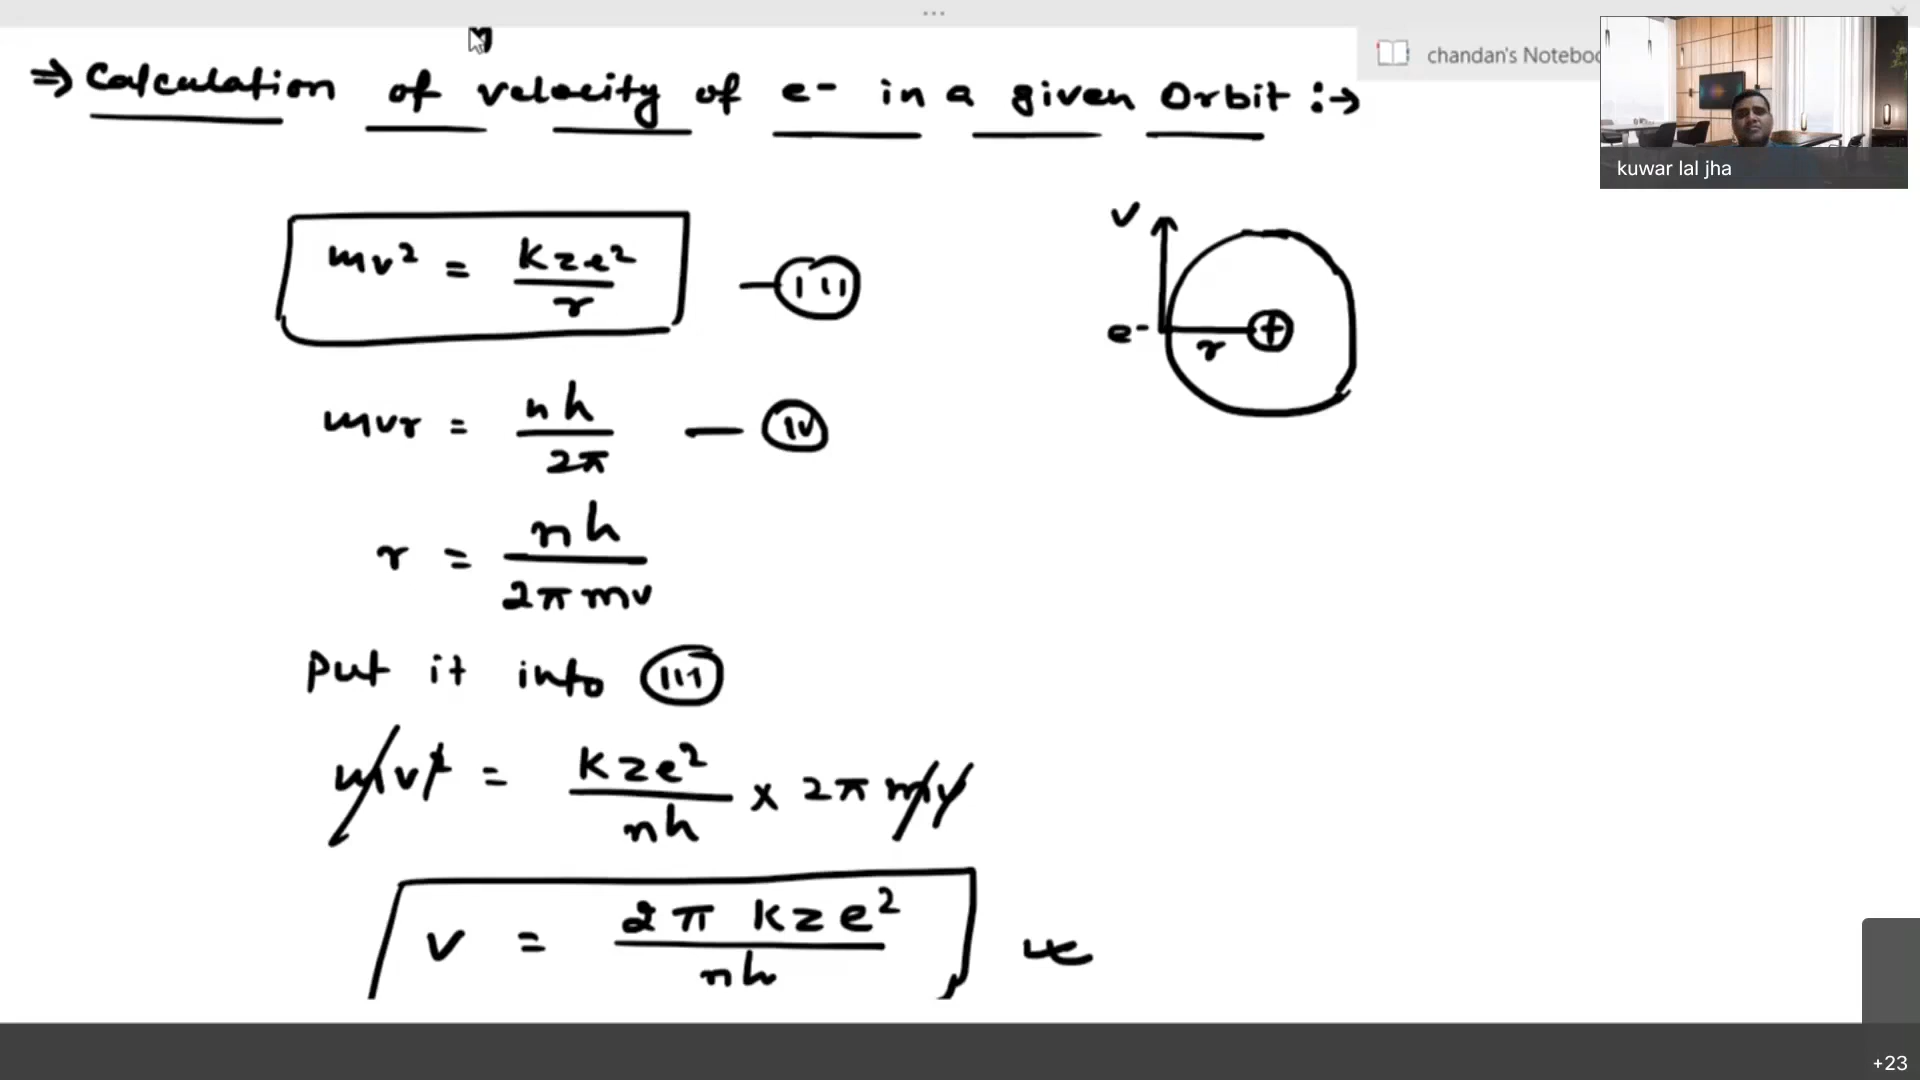 ⇒ Calculation of velocity of e- in a given Orbit :→
chandan's Noteboo
kuwar lal jha
mv² = kze²/r — (III)
v
e-
r
+
mvr = nh/2π — (IV)
r = nh/2πmv
Put it into (III)
mv² = kze²/nh × 2πmv
v = 2π kze²/nh
+23